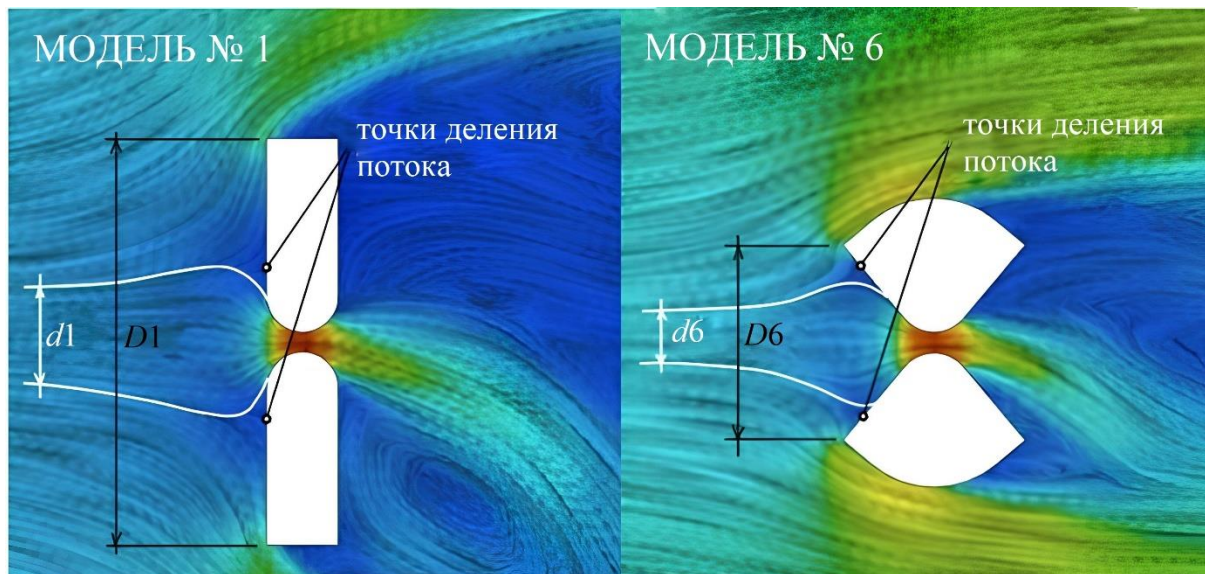 МОДЕЛЬ № 1
точки деления
потока
d1
D1
МОДЕЛЬ № 6
точки деления
потока
d6
D6